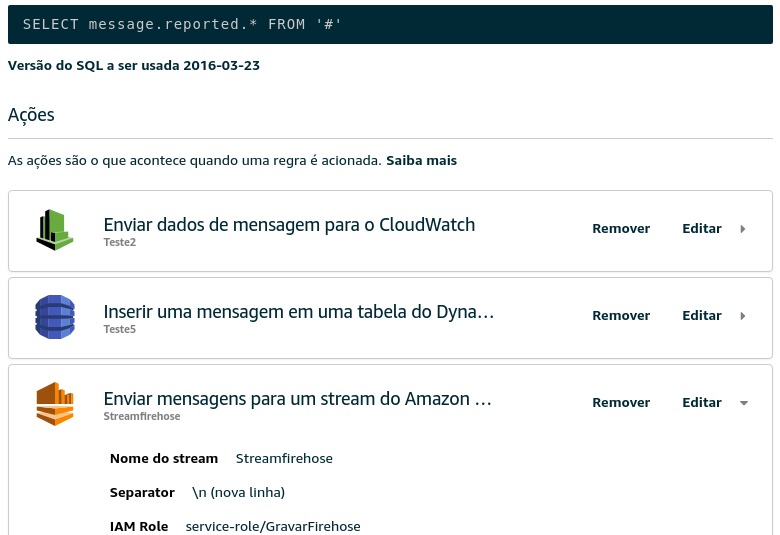 SELECT message.reported.* FROM '#'
Versão do SQL a ser usada 2016-03-23
Ações
As ações são o que acontece quando uma regra é acionada. Saiba mais
Enviar dados de mensagem para o CloudWatch
Teste2
Remover Editar
Inserir uma mensagem em uma tabela do Dyna...
Teste5
Remover Editar
Enviar mensagens para um stream do Amazon ...
Streamfirehose
Remover Editar
Nome do stream Streamfirehose
Separator \n (nova linha)
IAM Role service-role/GravarFirehose